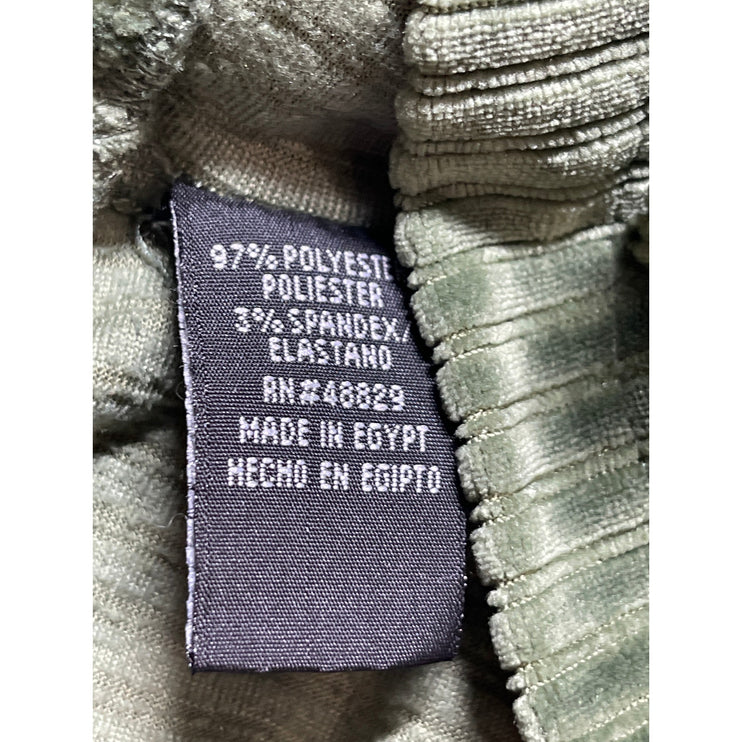 97% POLYESTE
POLIESTER
3% SPANDEX/
ELASTANO
RN#48829
MADE IN EGYPT
HECHO EN EGIPTO